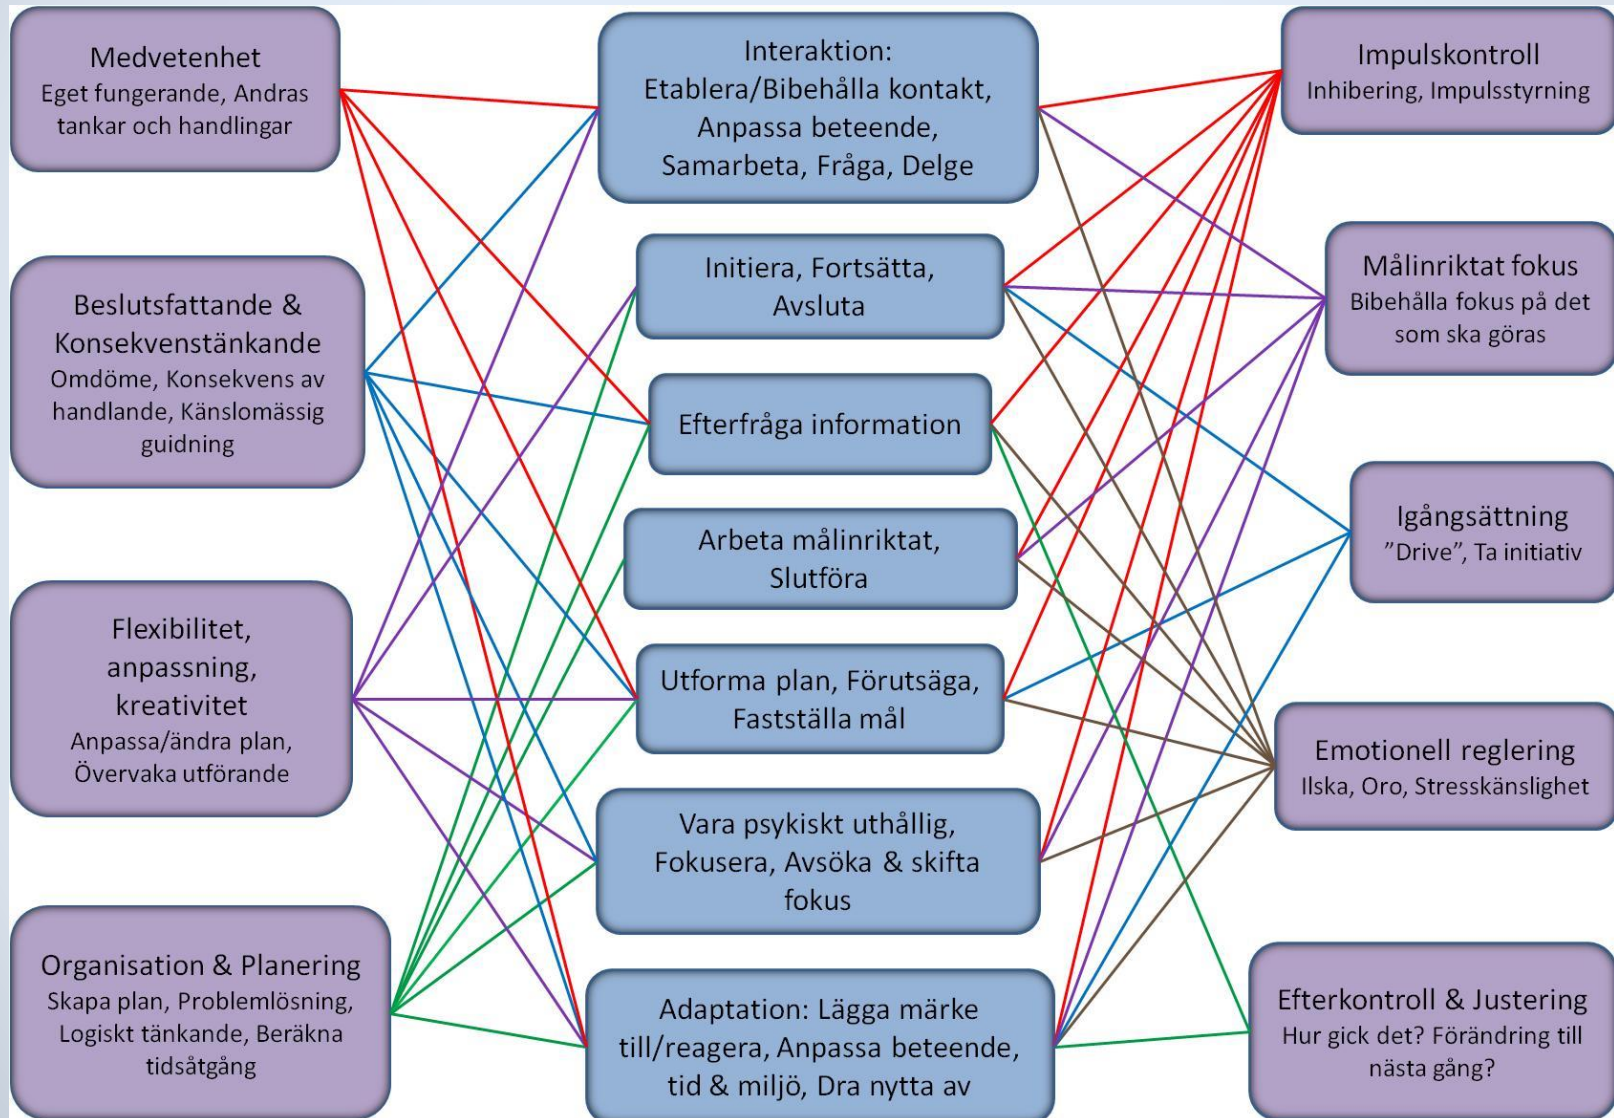 Medvetenhet
Eget fungerande, Andras
tankar och handlingar
Beslutsfattande &
Konsekvenstänkande
Omdöme, Konsekvens av
handlande, Känslomässig
guidning
Flexibilitet,
anpassning,
kreativitet
Anpassa/ändra plan,
Övervaka utförande
Organisation & Planering
Skapa plan, Problemlösning,
Logiskt tänkande, Beräkna
tidsåtgång
Interaktion:
Etablera/Bibehålla kontakt,
Anpassa beteende,
Samarbeta, Fråga, Delge
Initiera, Fortsätta,
Avsluta
Efterfråga information
Arbeta målinriktat,
Slutföra
Utforma plan, Förutsäga,
Fastställa mål
Vara psykiskt uthållig,
Fokusera, Avsöka & skifta
fokus
Adaptation: Lägga märke
till/reagera, Anpassa beteende,
tid & miljö, Dra nytta av
Impulskontroll
Inhibering, Impulsstyrning
Målinriktat fokus
Bibehålla fokus på det
som ska göras
Igångsättning
”Drive”, Ta initiativ
Emotionell reglering
Ilska, Oro, Stresskänslighet
Efterkontroll & Justering
Hur gick det? Förändring till
nästa gång?